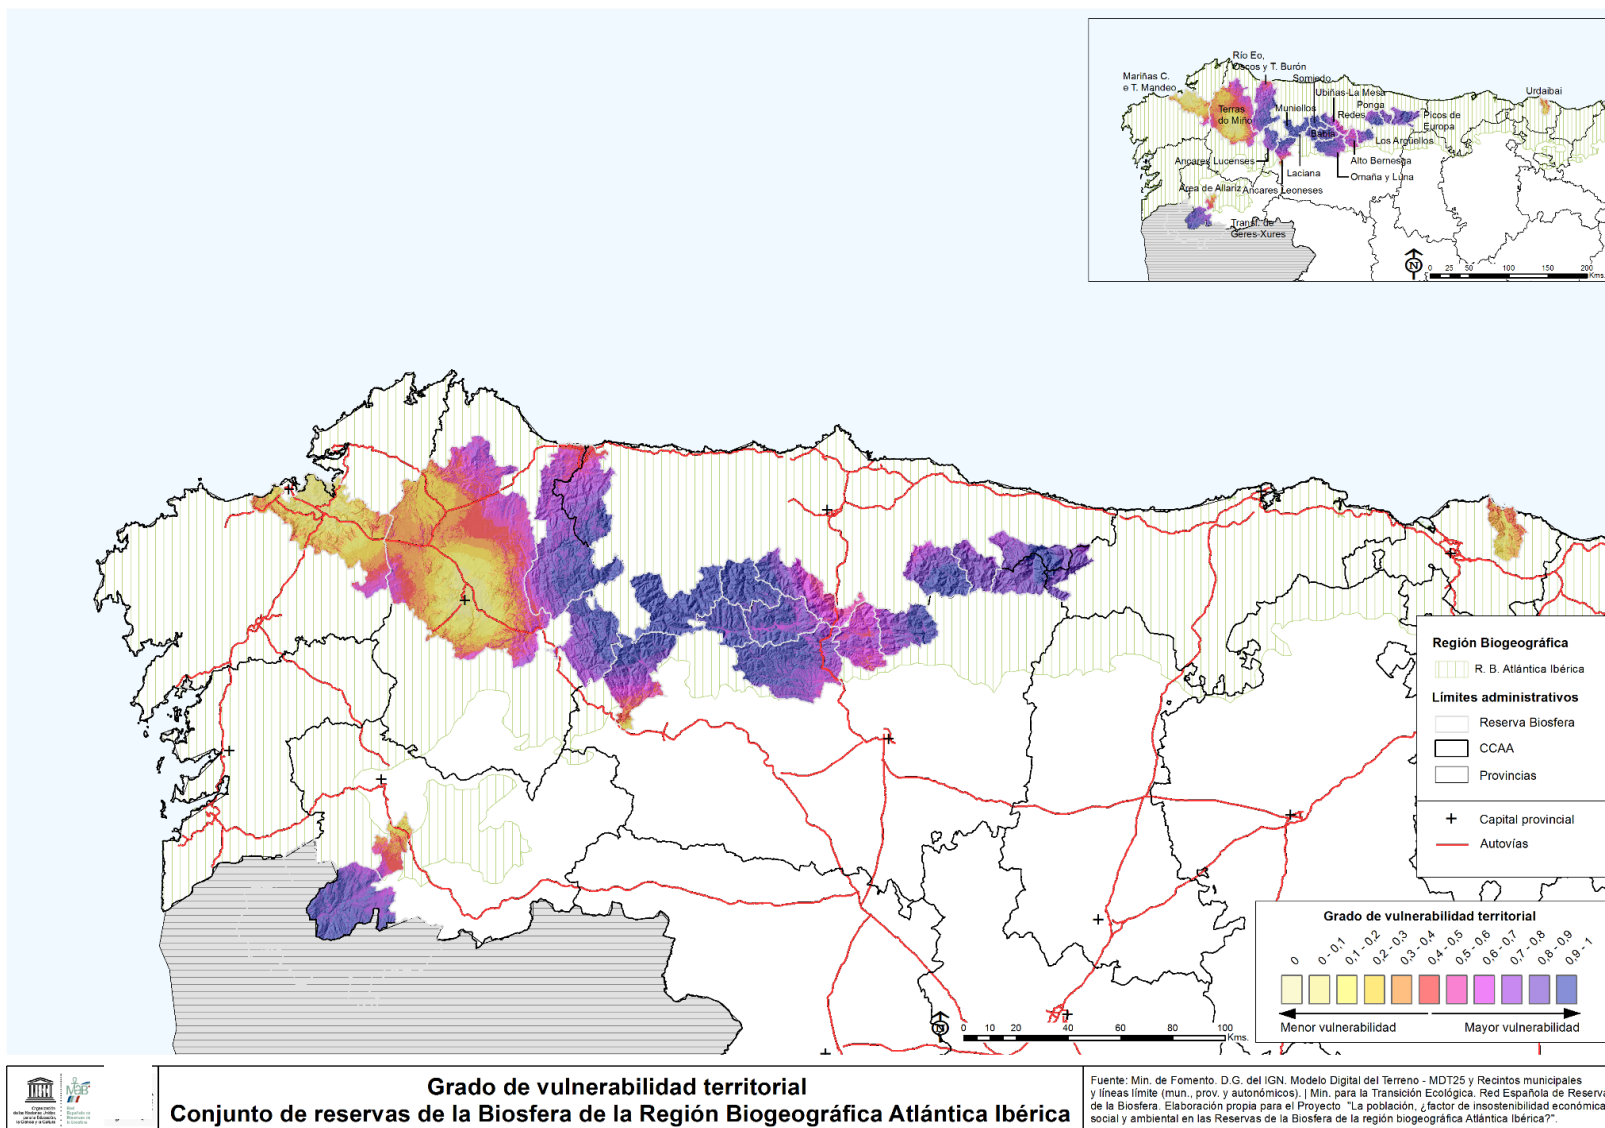 Mariñas C.
e T. Mandeo
Río Eo,
Oscos y T. Burón
Somiedo
Ubiñas-La Mesa
Urdaibai
Terras
do Miño
Muniellos
Ponga
Redes
Picos de
Europa
Babia
Los Argüellos
Ancares Lucenses
Alto Bernesga
Laciana
Omaña y Luna
Área de Allariz
Ancares Leoneses
Transf. de
Geres-Xures
N
0 25 50 100 150 200
Kms.
Región Biogeográfica
R. B. Atlántica Ibérica
Límites administrativos
Reserva Biosfera
CCAA
Provincias
Capital provincial
Autovías
Grado de vulnerabilidad territorial
0
0 - 0,1
0,1 - 0,2
0,2 - 0,3
0,3 - 0,4
0,4 - 0,5
0,5 - 0,6
0,6 - 0,7
0,7 - 0,8
0,8 - 0,9
0,9 - 1
Menor vulnerabilidad Mayor vulnerabilidad
N
0 10 20 40 60 80 100
Kms.
Grado de vulnerabilidad territorial
Conjunto de reservas de la Biosfera de la Región Biogeográfica Atlántica Ibérica
Fuente: Min. de Fomento. D.G. del IGN. Modelo Digital del Terreno - MDT25 y Recintos municipales
y líneas límite (mun., prov. y autonómicos). | Min. para la Transición Ecológica. Red Española de Reserva
de la Biosfera. Elaboración propia para el Proyecto "La población, ¿factor de insostenibilidad económica
social y ambiental en las Reservas de la Biosfera de la región biogeográfica Atlántica Ibérica?".